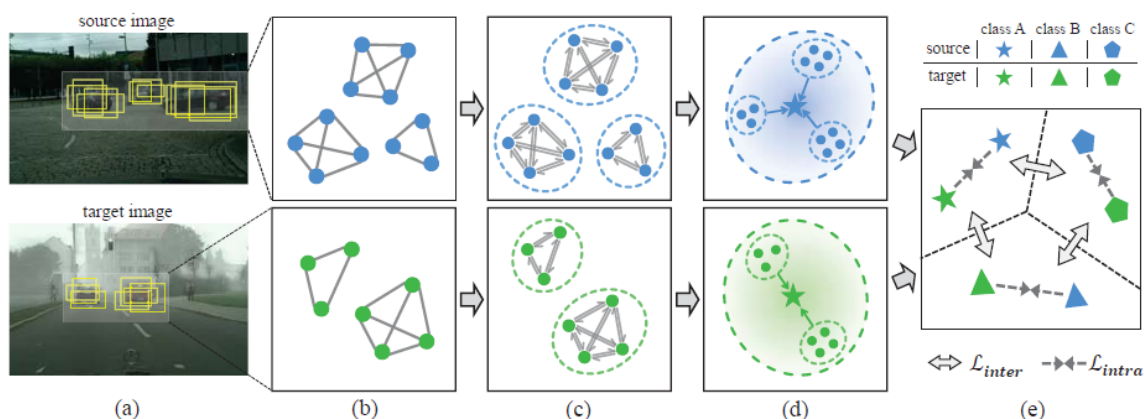 source image
class A class B class C
source
target
target image
ℒinter ℒintra
(a) (b) (c) (d) (e)